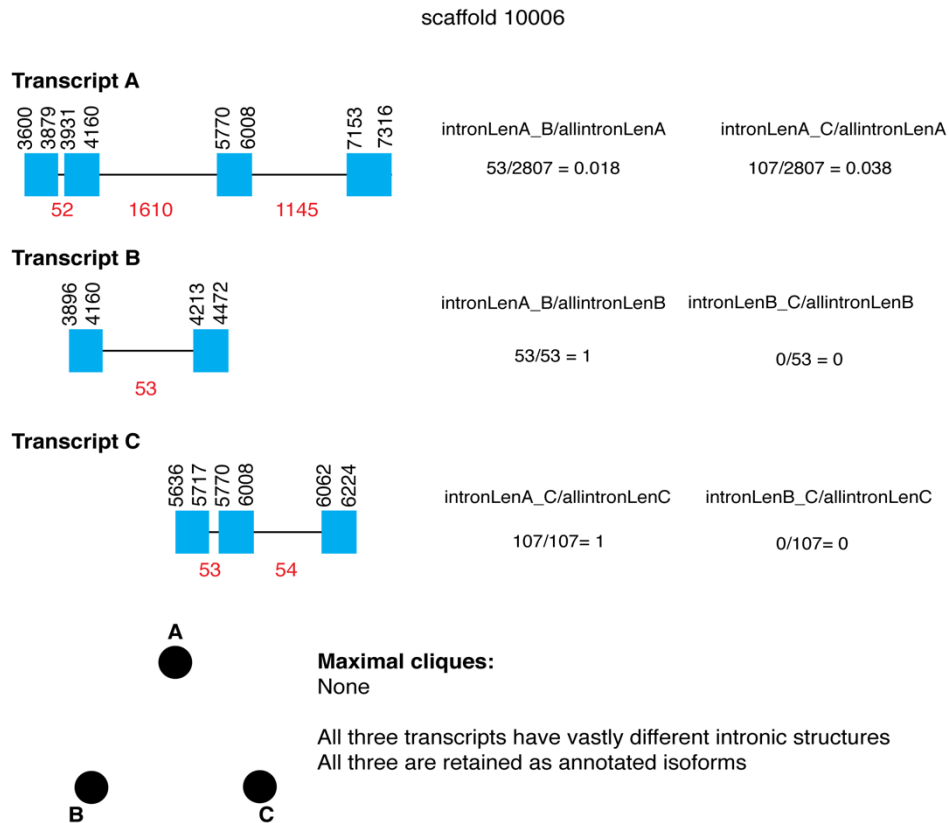 scaffold 10006
Transcript A
3600 3879 3931 4160 5770 6008 7153 7316
52 1610 1145
intronLenA_B/allintronLenA intronLenA_C/allintronLenA
53/2807 = 0.018 107/2807 = 0.038
Transcript B
3896 4160 4213 4472
53
intronLenA_B/allintronLenB intronLenB_C/allintronLenB
53/53 = 1 0/53 = 0
Transcript C
5636 5717 5770 6008 6062 6224
53 54
intronLenA_C/allintronLenC intronLenB_C/allintronLenC
107/107= 1 0/107= 0
A
B
C
Maximal cliques:
None
All three transcripts have vastly different intronic structures
All three are retained as annotated isoforms